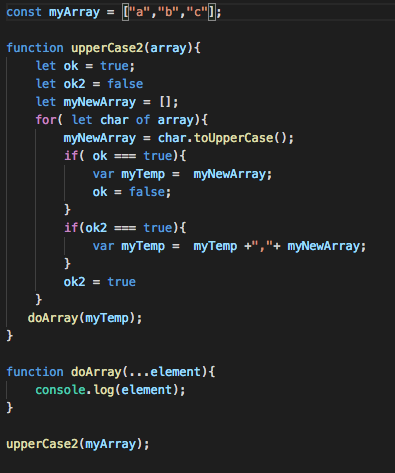 const myArray = ["a","b","c"];
function upperCase2(array){
let ok = true;
let ok2 = false
let myNewArray = [];
for( let char of array){
myNewArray = char.toUpperCase();
if( ok === true){
var myTemp =  myNewArray;
ok = false;
}
if(ok2 === true){
var myTemp =  myTemp +","+ myNewArray;
}
ok2 = true
}
doArray(myTemp);
}
function doArray(...element){
console.log(element);
}
upperCase2(myArray);